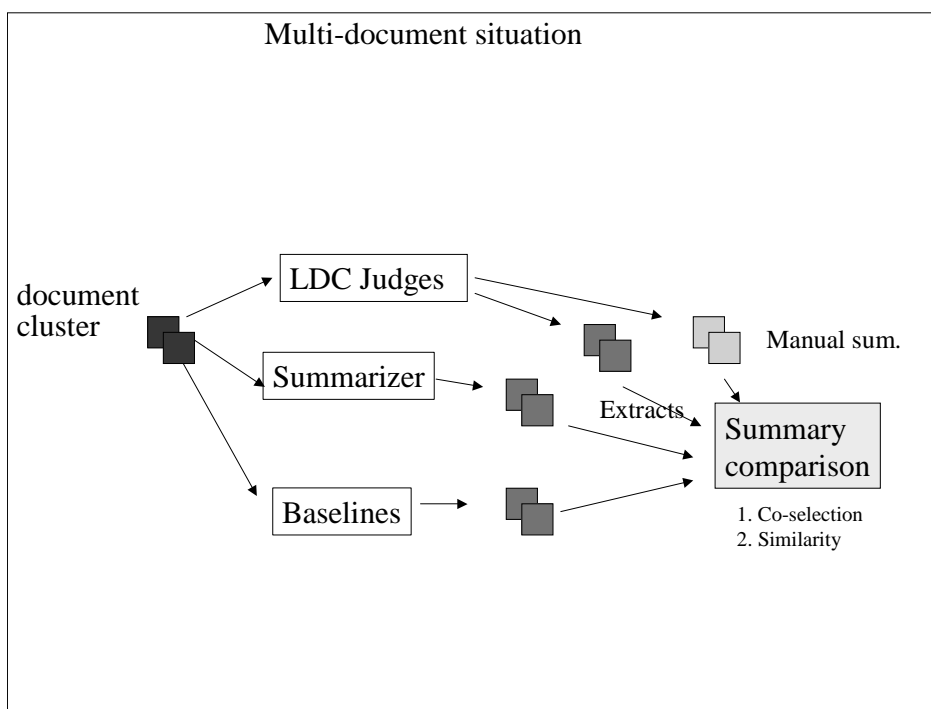 Multi-document situation
LDC Judges
document
cluster
Manual sum.
Summarizer
Extracts
Summary
comparison
Baselines
1. Co-selection
2. Similarity